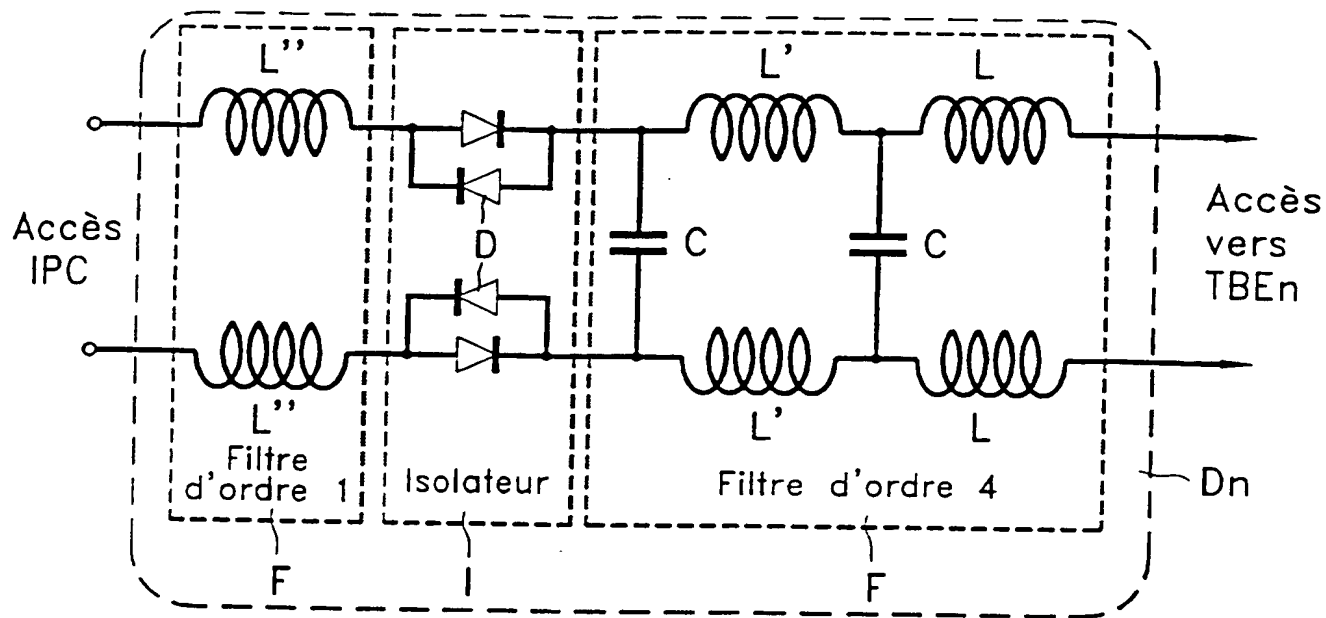 L''
L'
L
Accès
IPC
D
C
C
Accès
vers
TBEn
L''
L'
L
Filtre
d'ordre 1
Isolateur
Filtre d'ordre 4
Dn
F
I
F